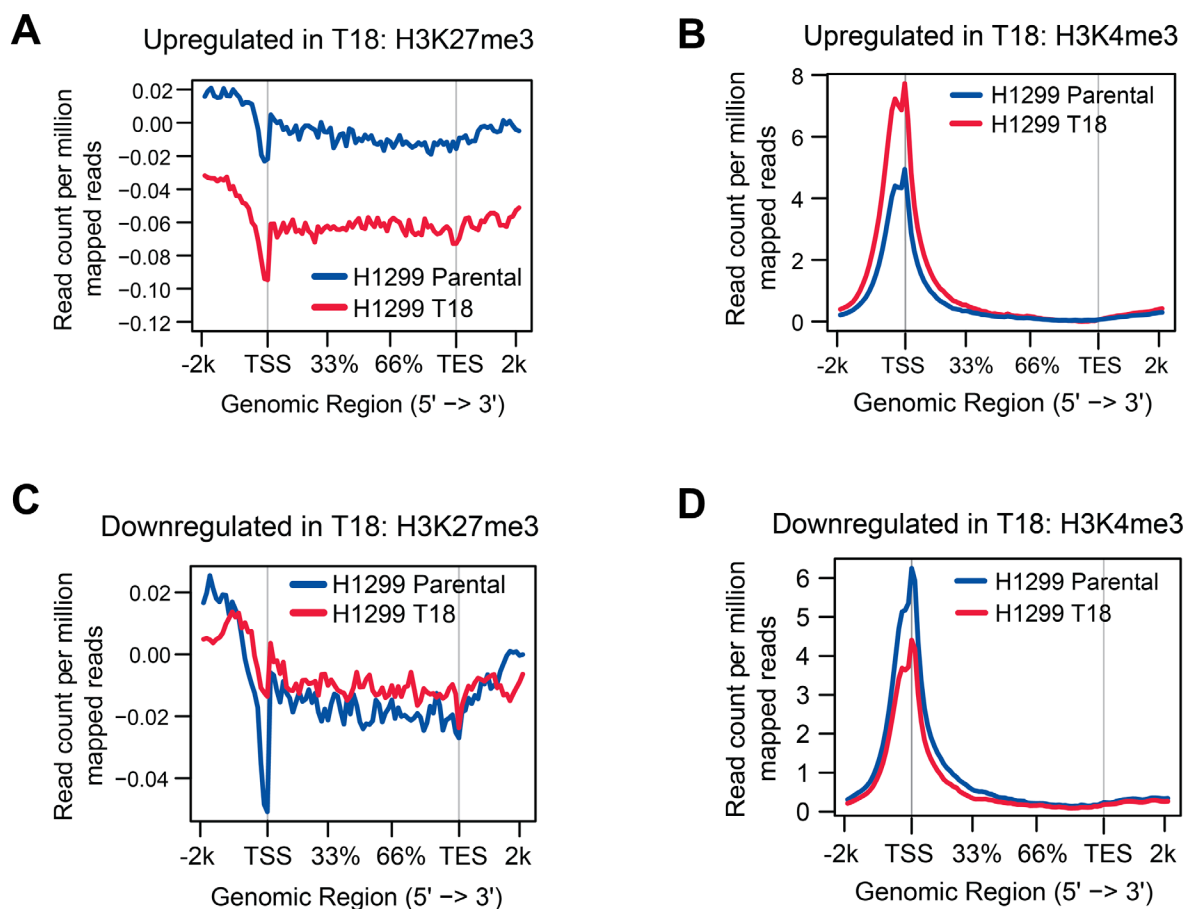 A
Upregulated in T18: H3K27me3
Read count per million
mapped reads
0.02
0.00
−0.02
−0.04
−0.06
−0.08
−0.10
−0.12
H1299 Parental
H1299 T18
-2k TSS 33% 66% TES 2k
Genomic Region (5' −> 3')
B
Upregulated in T18: H3K4me3
Read count per million
mapped reads
8
6
4
2
0
H1299 Parental
H1299 T18
-2k TSS 33% 66% TES 2k
Genomic Region (5' −> 3')
C
Downregulated in T18: H3K27me3
Read count per million
mapped reads
0.02
0.00
−0.02
−0.04
H1299 Parental
H1299 T18
-2k TSS 33% 66% TES 2k
Genomic Region (5' −> 3')
D
Downregulated in T18: H3K4me3
Read count per million
mapped reads
6
5
4
3
2
1
0
H1299 Parental
H1299 T18
-2k TSS 33% 66% TES 2k
Genomic Region (5' −> 3')